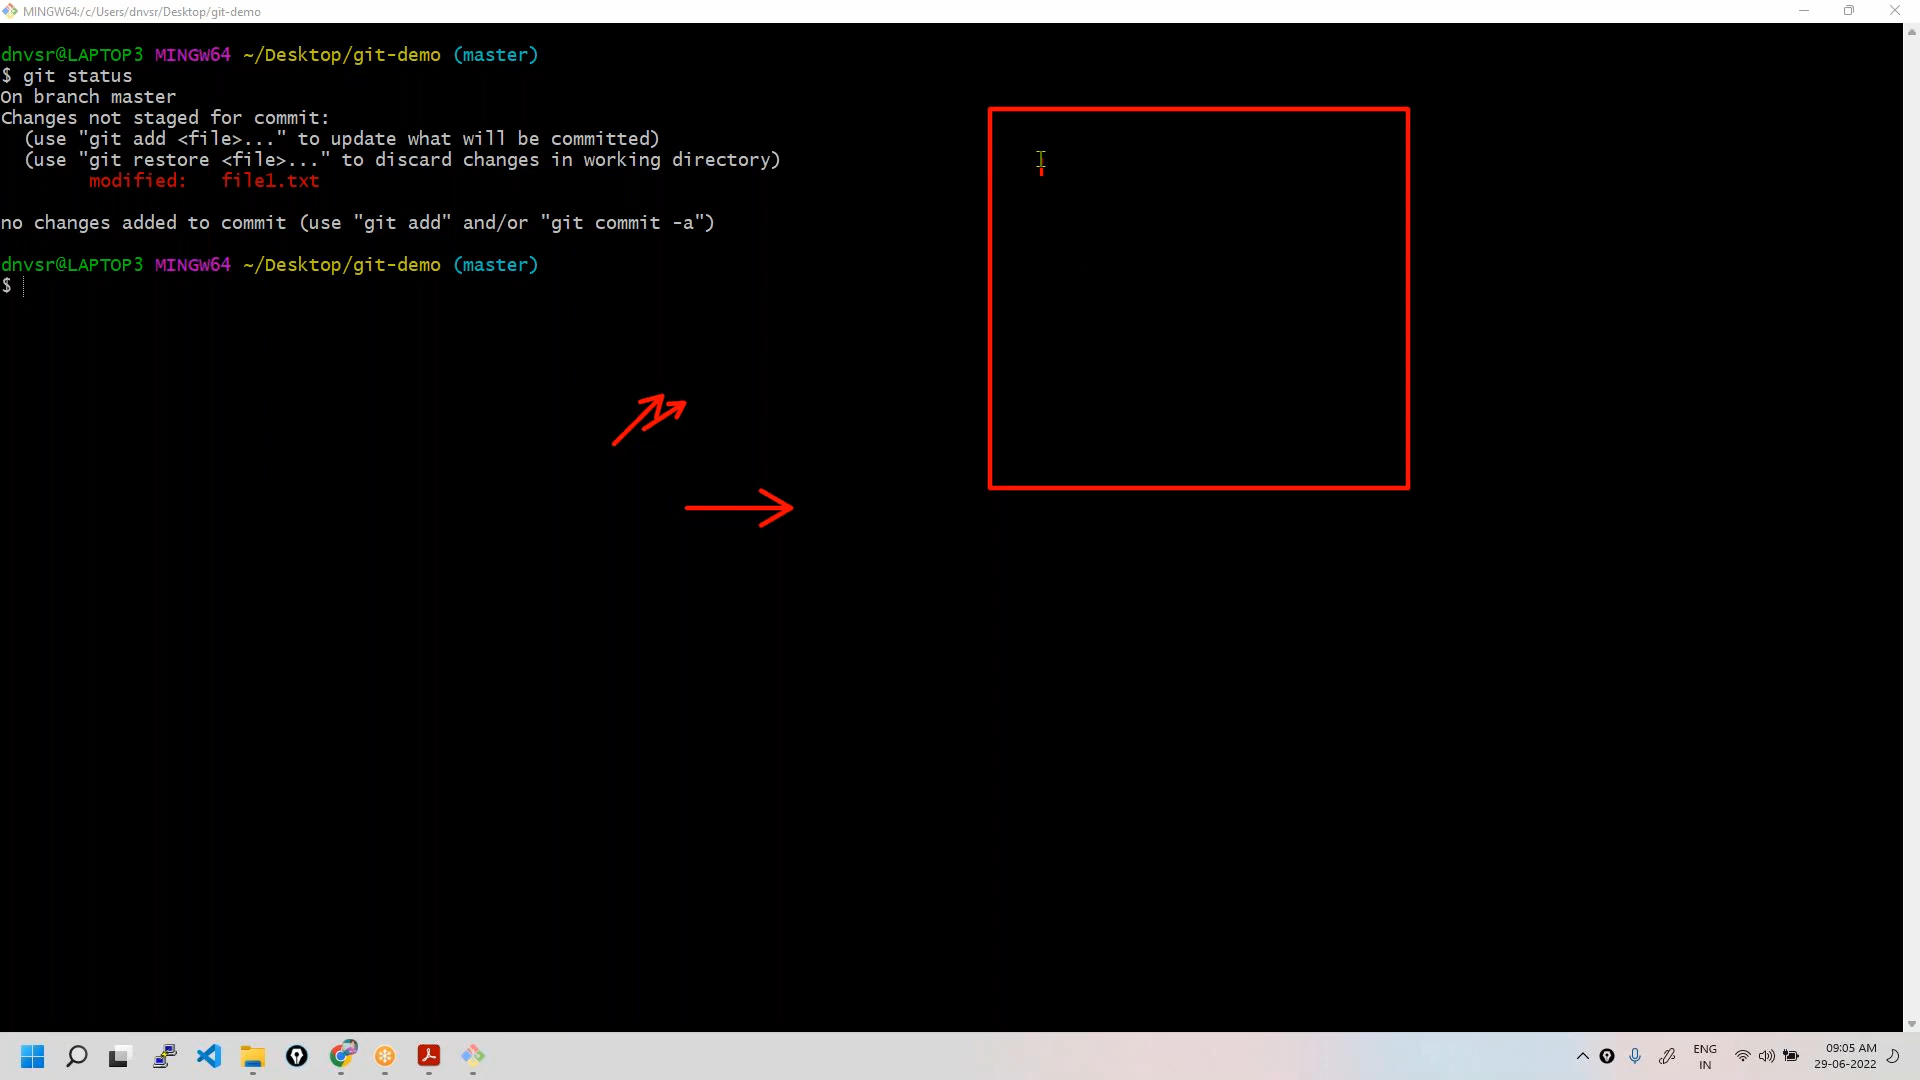 MINGW64:/c/Users/dnvsr/Desktop/git-demo
dnvsr@LAPTOP3 MINGW64 ~/Desktop/git-demo (master)
$ git status
On branch master
Changes not staged for commit:
  (use "git add <file>..." to update what will be committed)
  (use "git restore <file>..." to discard changes in working directory)
        modified:   file1.txt
no changes added to commit (use "git add" and/or "git commit -a")
dnvsr@LAPTOP3 MINGW64 ~/Desktop/git-demo (master)
$
ENG
IN
09:05 AM
29-06-2022